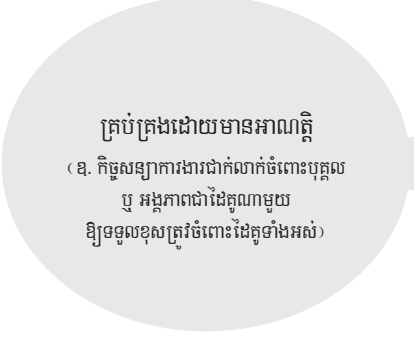 គ្រប់គ្រងដោយមានអាណត្តិ
(ឧ. កិច្ចសន្យាការងារជាក់លាក់ចំពោះបុគ្គល
ឬ អង្គភាពជាដៃគូណាមួយ
ឱ្យទទួលខុសត្រូវចំពោះដៃគូទាំងអស់)